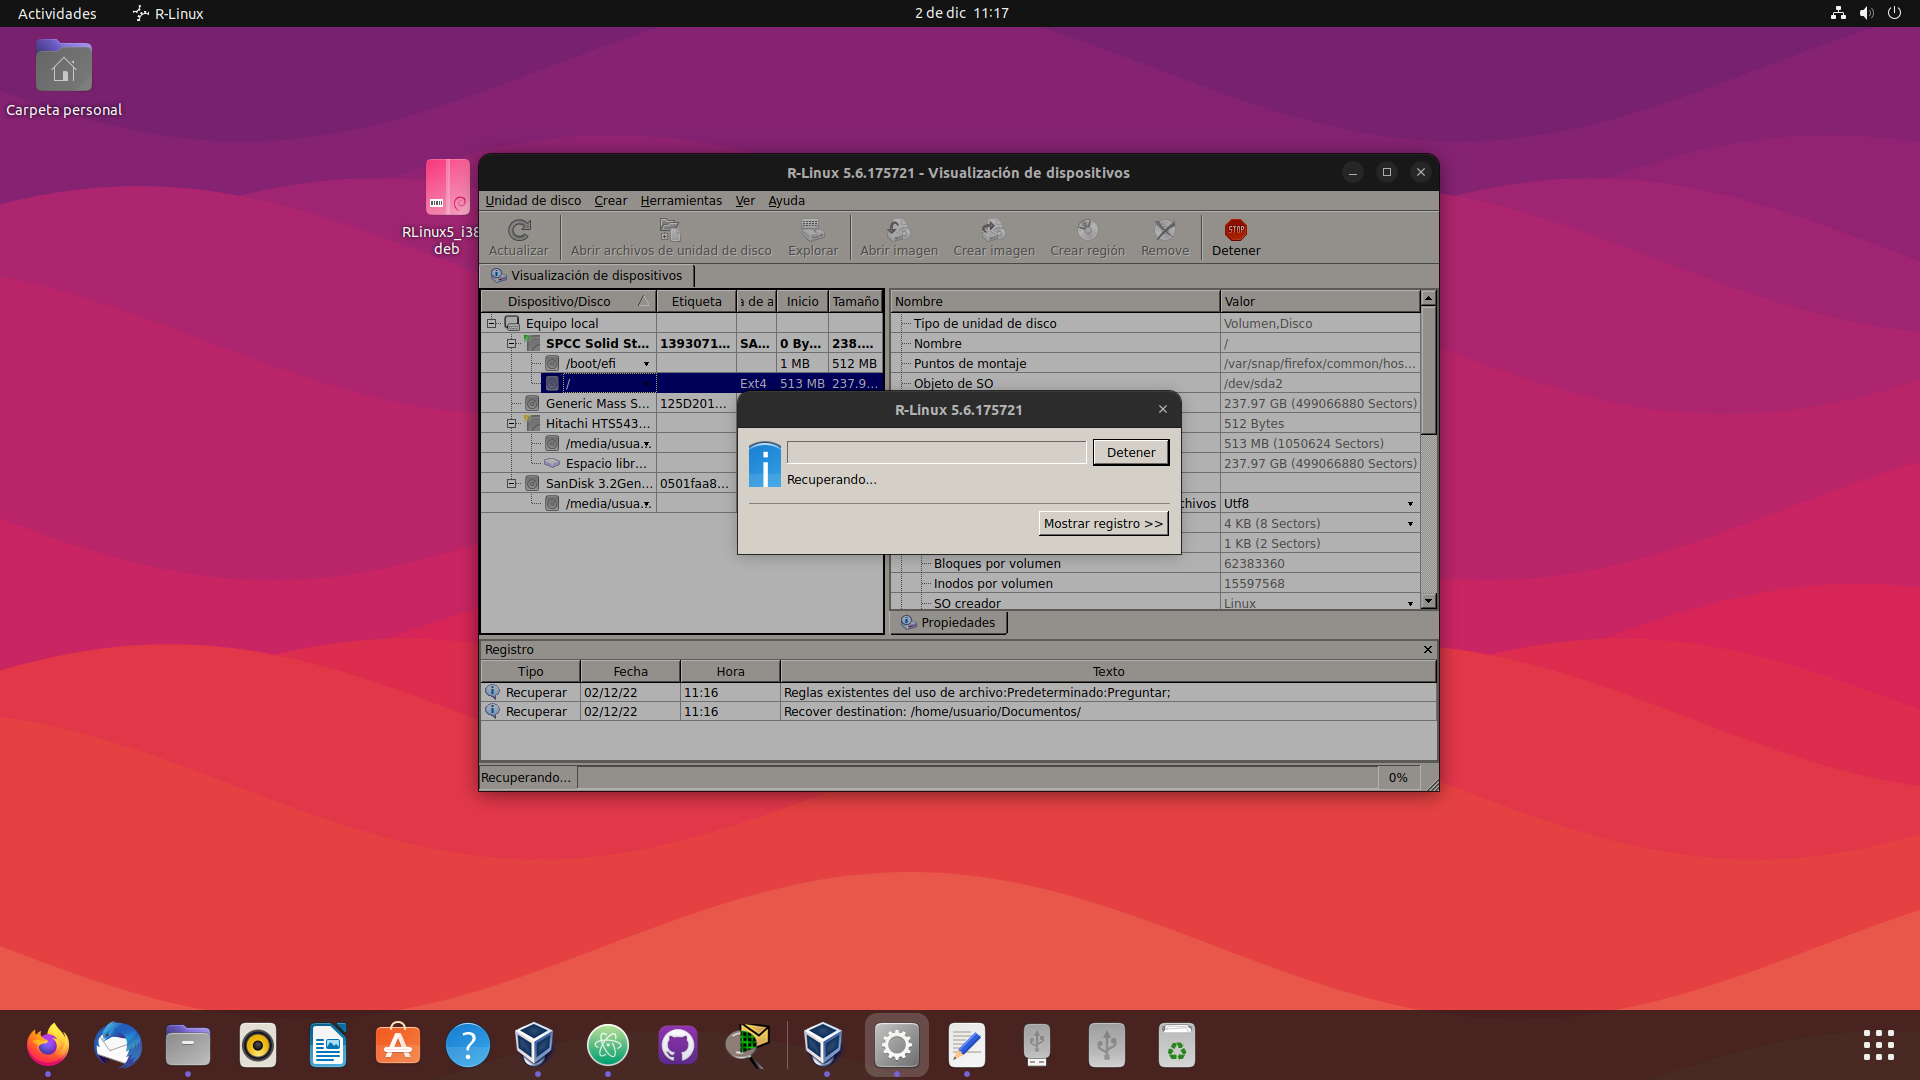 Actividades
R-Linux
2 de dic 11:17
Carpeta personal
RLinux5_i38
deb
R-Linux 5.6.175721 - Visualización de dispositivos
Unidad de disco Crear Herramientas Ver Ayuda
Actualizar
Abrir archivos de unidad de disco
Explorar
Abrir imagen
Crear imagen
Crear región
Remove
STOP
Detener
Visualización de dispositivos
Dispositivo/Disco Etiqueta de a Inicio Tamaño
Equipo local
SPCC Solid St... 1393071... SA... 0 By... 238....
/boot/efi 1 MB 512 MB
/ Ext4 513 MB 237.9...
Generic Mass S... 125D201...
Hitachi HTS543...
/media/usua...
Espacio libr...
SanDisk 3.2Gen... 0501faa8...
/media/usua...
Nombre Valor
Tipo de unidad de disco Volumen,Disco
Nombre /
Puntos de montaje /var/snap/firefox/common/hos...
Objeto de SO /dev/sda2
237.97 GB (499066880 Sectors)
512 Bytes
513 MB (1050624 Sectors)
237.97 GB (499066880 Sectors)
chivos Utf8
4 KB (8 Sectors)
1 KB (2 Sectors)
Bloques por volumen 62383360
Inodos por volumen 15597568
SO creador Linux
Propiedades
R-Linux 5.6.175721
Detener
Recuperando...
Mostrar registro >>
Registro
Tipo Fecha Hora Texto
Recuperar 02/12/22 11:16 Reglas existentes del uso de archivo:Predeterminado:Preguntar;
Recuperar 02/12/22 11:16 Recover destination: /home/usuario/Documentos/
Recuperando... 0%